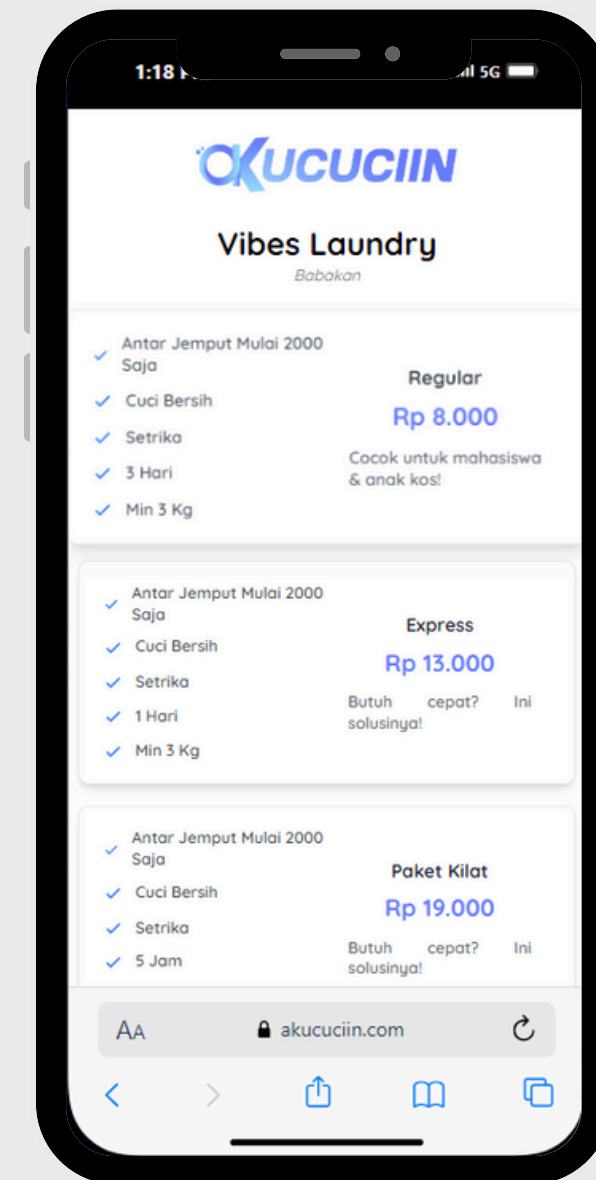 1:18
5G
AKUCUCIIN
Vibes Laundry
Babakan
Antar Jemput Mulai 2000
Saja
Cuci Bersih
Setrika
3 Hari
Min 3 Kg
Regular
Rp 8.000
Cocok untuk mahasiswa
& anak kos!
Antar Jemput Mulai 2000
Saja
Cuci Bersih
Setrika
1 Hari
Min 3 Kg
Express
Rp 13.000
Butuh cepat? Ini
solusinya!
Antar Jemput Mulai 2000
Saja
Cuci Bersih
Setrika
5 Jam
Paket Kilat
Rp 19.000
Butuh cepat? Ini
solusinya!
AA
akucuciin.com